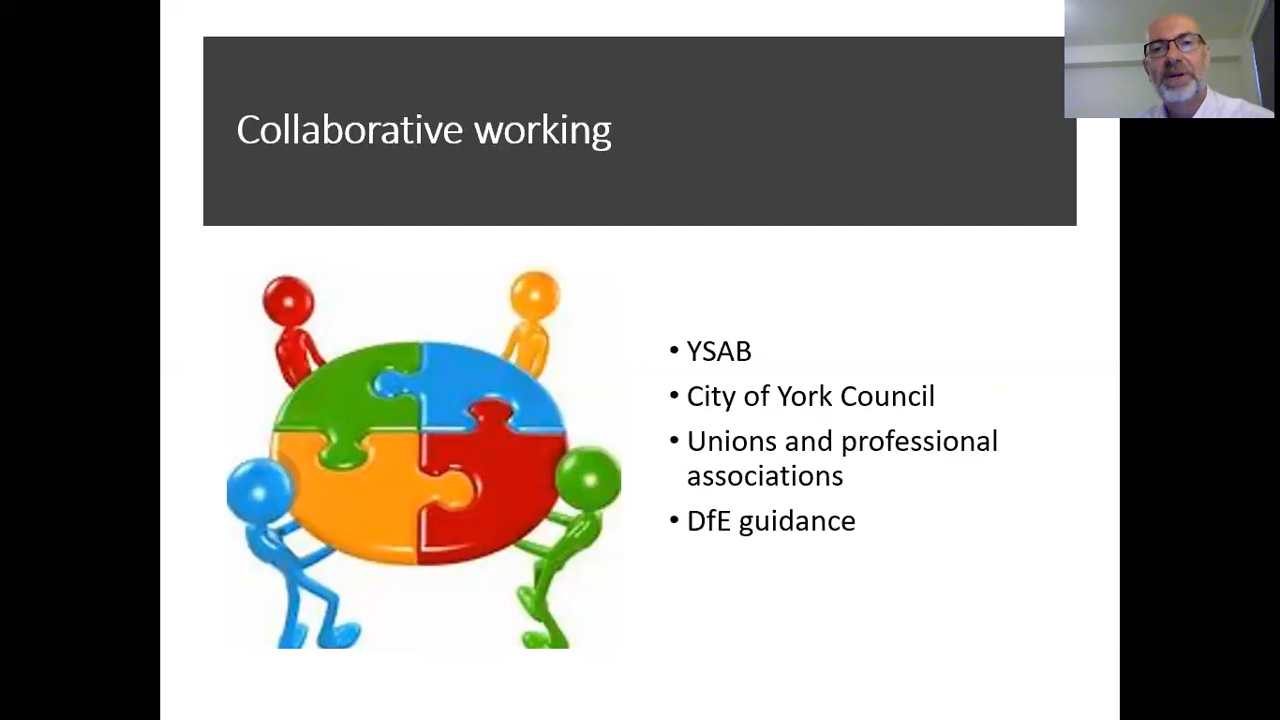 Collaborative working
• YSAB
• City of York Council
• Unions and professional
associations
• DfE guidance